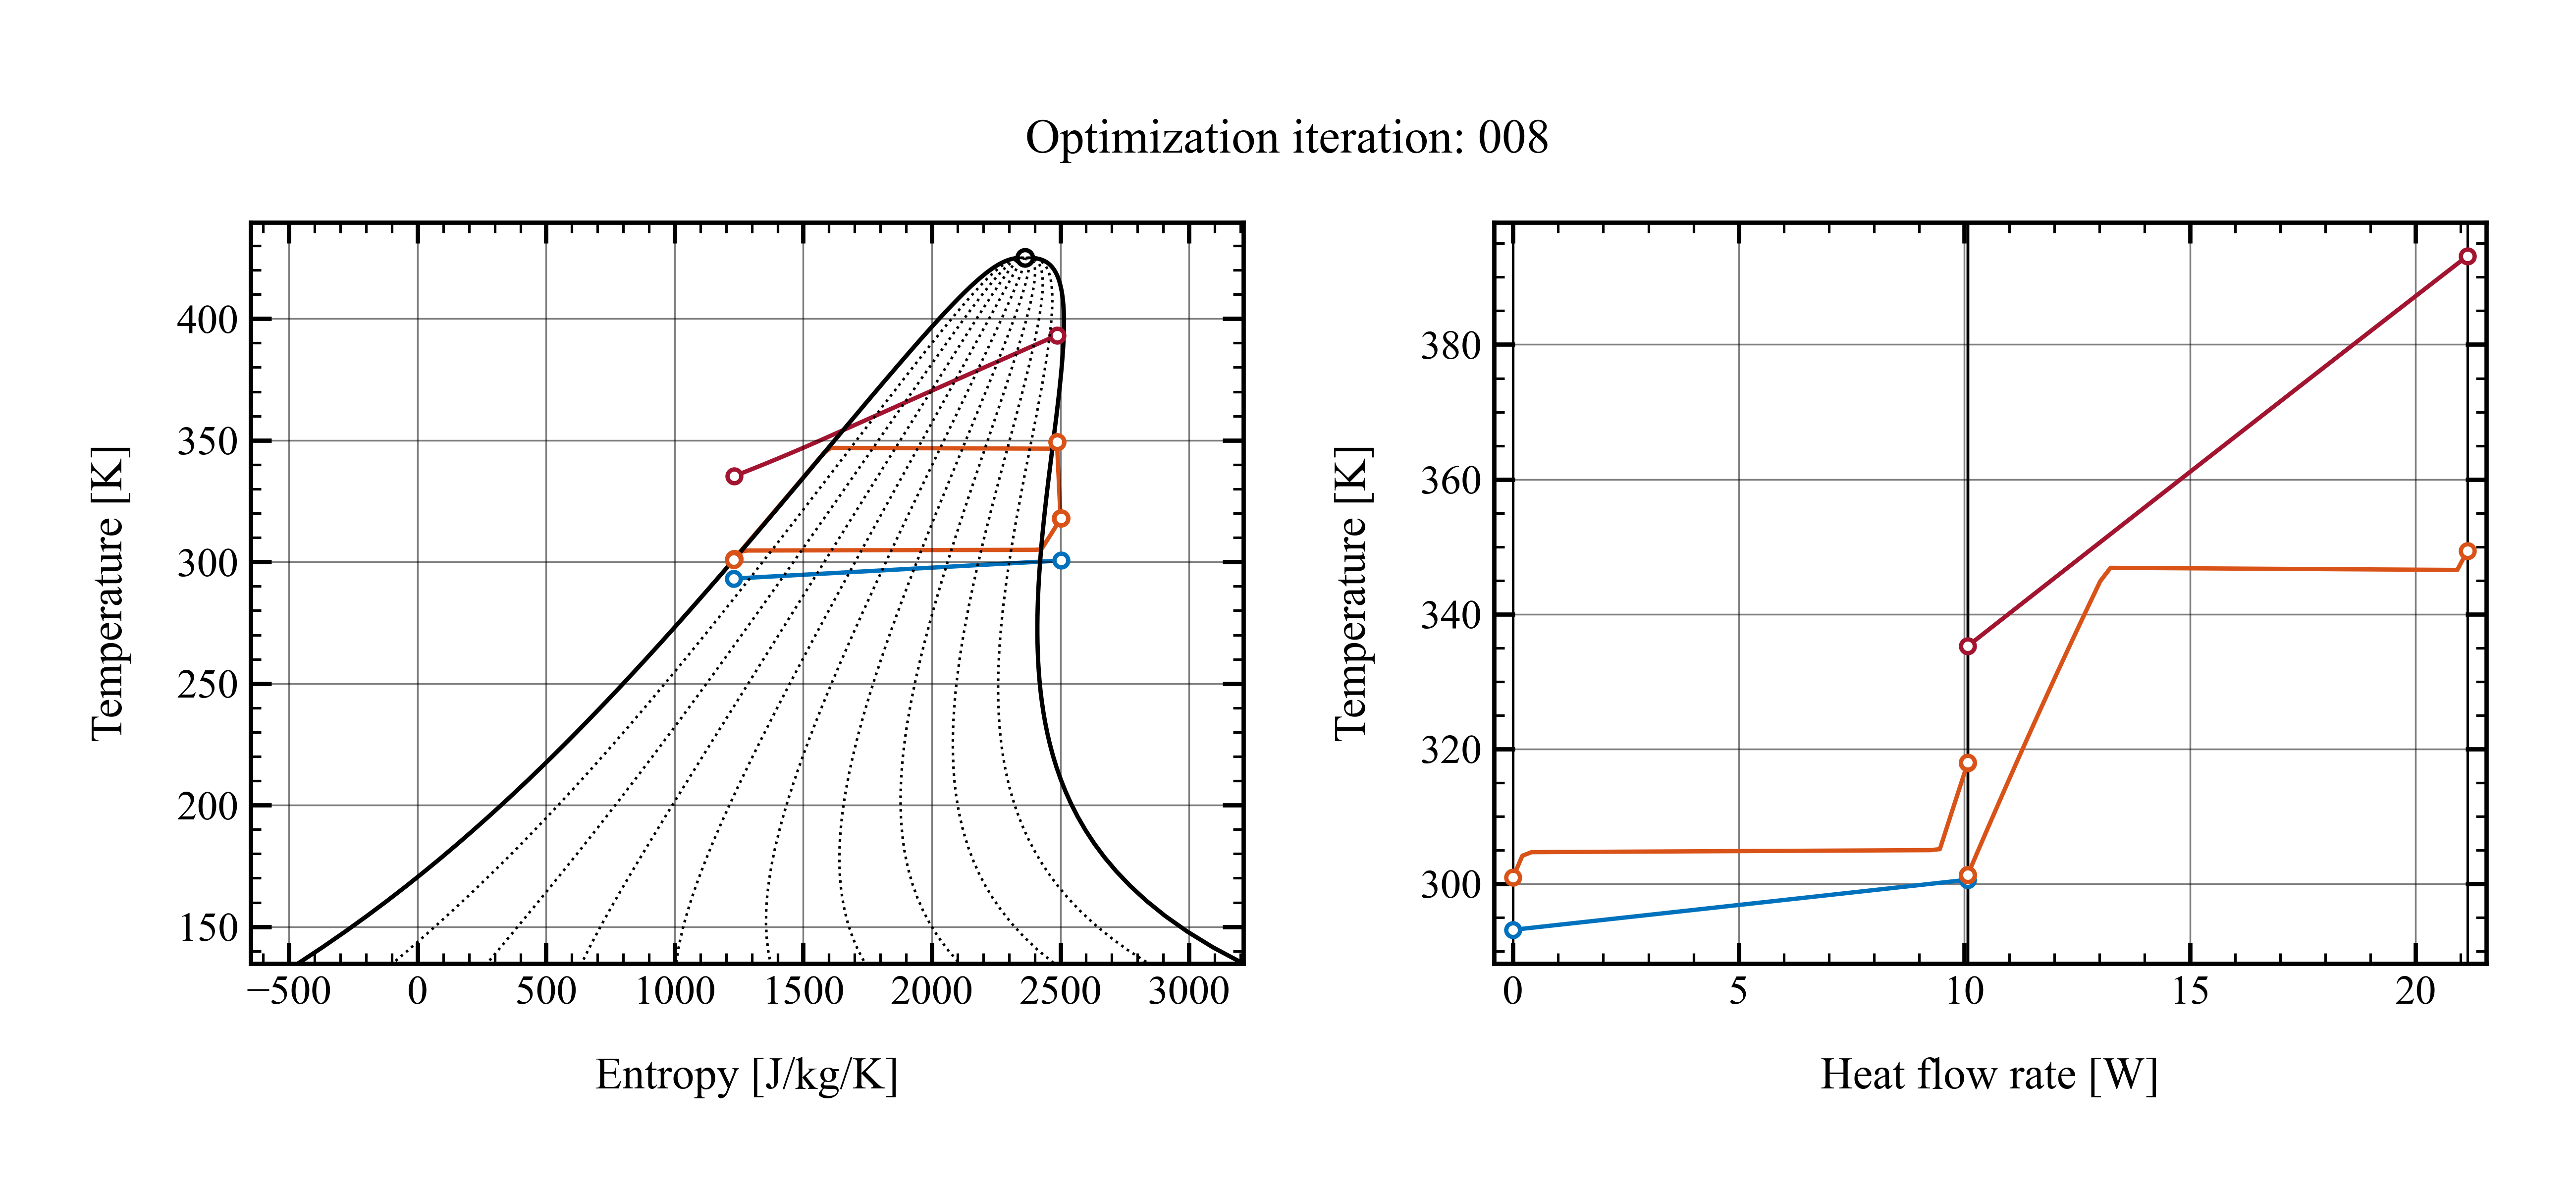 Optimization iteration: 008
Temperature [K]
400
350
300
250
200
150
−500 0 500 1000 1500 2000 2500 3000
Entropy [J/kg/K]
Temperature [K]
380
360
340
320
300
0 5 10 15 20
Heat flow rate [W]